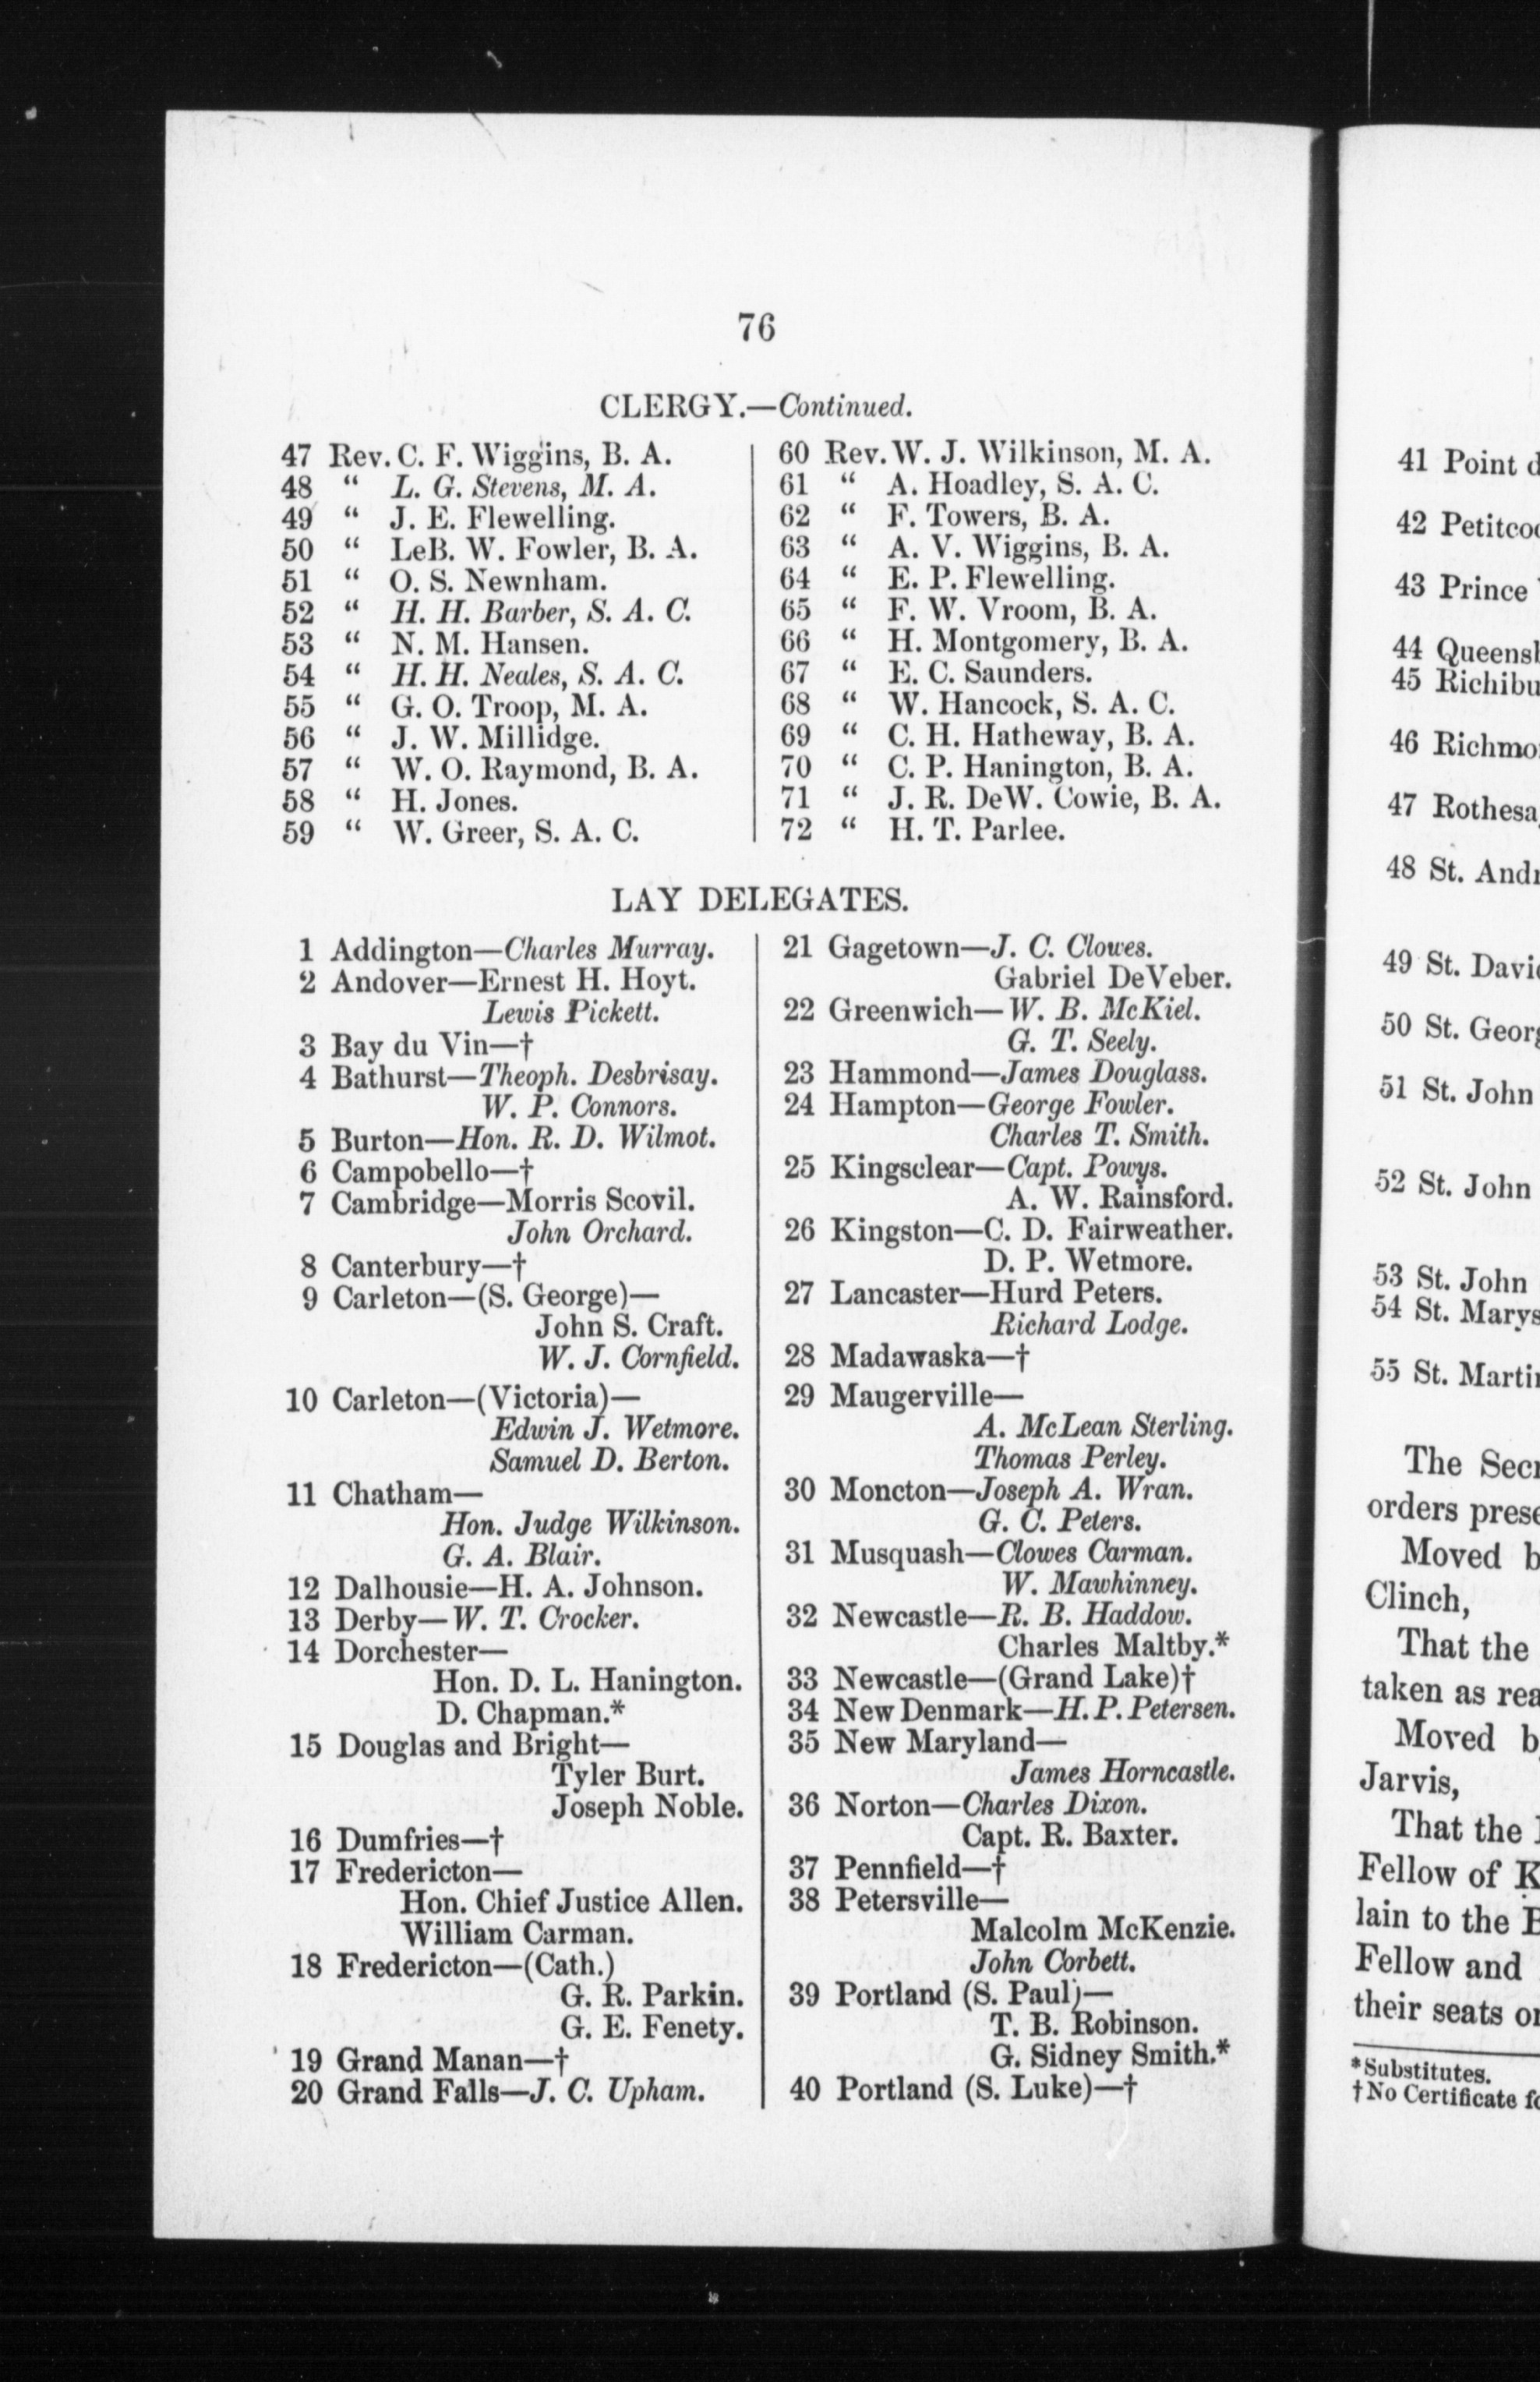 76
CLERGY.—Continued.
47 Rev. C. F. Wiggins, B. A.
48 “ L. G. Stevens, M. A.
49 “ J. E. Flewelling.
50 “ LeB. W. Fowler, B. A.
51 “ O. S. Newnham.
52 “ H. H. Barber, S. A. C.
53 “ N. M. Hansen.
54 “ H. H. Neales, S. A. C.
55 “ G. O. Troop, M. A.
56 “ J. W. Millidge.
57 “ W. O. Raymond, B. A.
58 “ H. Jones.
59 “ W. Greer, S. A. C.
60 Rev. W. J. Wilkinson, M. A.
61 “ A. Hoadley, S. A. C.
62 “ F. Towers, B. A.
63 “ A. V. Wiggins, B. A.
64 “ E. P. Flewelling.
65 “ F. W. Vroom, B. A.
66 “ H. Montgomery, B. A.
67 “ E. C. Saunders.
68 “ W. Hancock, S. A. C.
69 “ C. H. Hatheway, B. A.
70 “ C. P. Hanington, B. A.
71 “ J. R. DeW. Cowie, B. A.
72 “ H. T. Parlee.
LAY DELEGATES.
1 Addington—Charles Murray.
2 Andover—Ernest H. Hoyt.
Lewis Pickett.
3 Bay du Vin—†
4 Bathurst—Theoph. Desbrisay.
W. P. Connors.
5 Burton—Hon. R. D. Wilmot.
6 Campobello—†
7 Cambridge—Morris Scovil.
John Orchard.
8 Canterbury—†
9 Carleton—(S. George)—
John S. Craft.
W. J. Cornfield.
10 Carleton—(Victoria)—
Edwin J. Wetmore.
Samuel D. Berton.
11 Chatham—
Hon. Judge Wilkinson.
G. A. Blair.
12 Dalhousie—H. A. Johnson.
13 Derby—W. T. Crocker.
14 Dorchester—
Hon. D. L. Hanington.
D. Chapman.*
15 Douglas and Bright—
Tyler Burt.
Joseph Noble.
16 Dumfries—†
17 Fredericton—
Hon. Chief Justice Allen.
William Carman.
18 Fredericton—(Cath.)
G. R. Parkin.
G. E. Fenety.
19 Grand Manan—†
20 Grand Falls—J. C. Upham.
21 Gagetown—J. C. Clowes.
Gabriel DeVeber.
22 Greenwich—W. B. McKiel.
G. T. Seely.
23 Hammond—James Douglass.
24 Hampton—George Fowler.
Charles T. Smith.
25 Kingsclear—Capt. Powys.
A. W. Rainsford.
26 Kingston—C. D. Fairweather.
D. P. Wetmore.
27 Lancaster—Hurd Peters.
Richard Lodge.
28 Madawaska—†
29 Maugerville—
A. McLean Sterling.
Thomas Perley.
30 Moncton—Joseph A. Wran.
G. C. Peters.
31 Musquash—Clowes Carman.
W. Mawhinney.
32 Newcastle—R. B. Haddow.
Charles Maltby.*
33 Newcastle—(Grand Lake)†
34 New Denmark—H. P. Petersen.
35 New Maryland—
James Horncastle.
36 Norton—Charles Dixon.
Capt. R. Baxter.
37 Pennfield—†
38 Petersville—
Malcolm McKenzie.
John Corbett.
39 Portland (S. Paul)—
T. B. Robinson.
G. Sidney Smith.*
40 Portland (S. Luke)—†
41 Point
42
43 Prince
44
45
46
47
48 St.
49 St.
50 St.
51 St. John
52 St. John
53 St. John
54 St.
55 St.
The
orders
Moved
Clinch,
That the
taken as
Moved
Jarvis,
That the
Fellow of
lain to the
Fellow and
their seats
*Substitutes.
†No Certificate